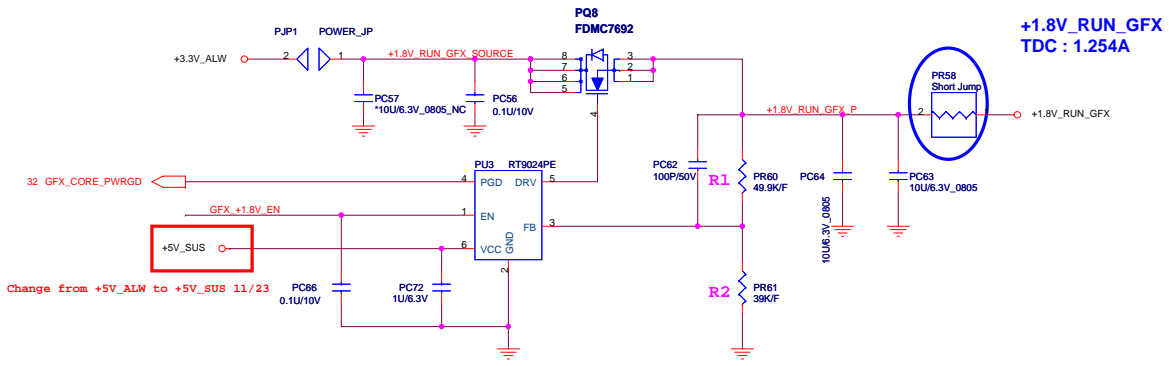 PQ8
FDMC7692
+1.8V_RUN_GFX
TDC : 1.254A
PJP1
POWER_JP
+3.3V_ALW
2
1
+1.8V_RUN_GFX_SOURCE
8
7
6
5
3
2
1
4
PC57
*10U/6.3V_0805_NC
PC56
0.1U/10V
PR58
Short Jump
+1.8V_RUN_GFX_P
2
1
+1.8V_RUN_GFX
PU3
RT9024PE
PC62
100P/50V
R1
PR60
49.9K/F
PC64
10U/6.3V_0805
PC63
10U/6.3V_0805
32 GFX_CORE_PWRGD
4
PGD
DRV
5
GFX_+1.8V_EN
1
EN
FB
3
+5V_SUS
6
VCC
GND
2
Change from +5V_ALW to +5V_SUS 11/23
PC66
0.1U/10V
PC72
1U/6.3V
R2
PR61
39K/F